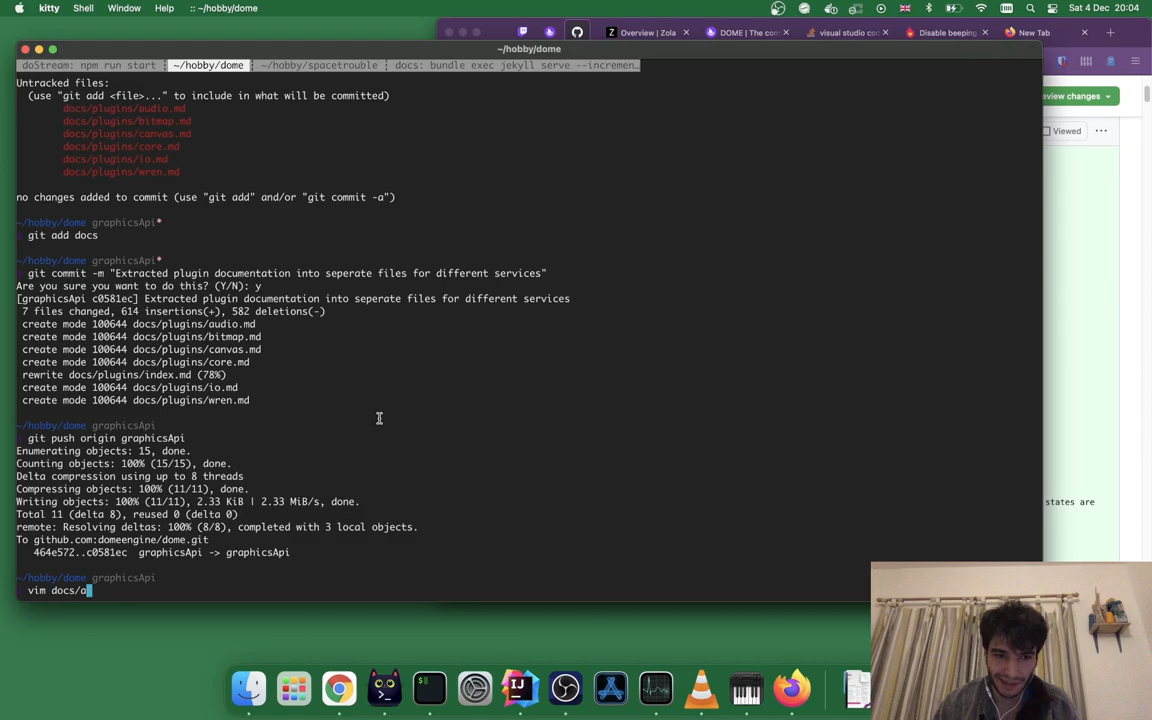 kitty Shell Window Help :: ~/hobby/dome
Sat 4 Dec 20:04
Overview | Zola
DOME | The com
visual studio co
Disable beeping
New Tab
~/hobby/dome
doStream: npm run start ¦ ~/hobby/dome ¦ ~/hobby/spacetrouble ¦ docs: bundle exec jekyll serve --incremen…
Untracked files:
(use "git add <file>..." to include in what will be committed)
docs/plugins/audio.md
docs/plugins/bitmap.md
docs/plugins/canvas.md
docs/plugins/core.md
docs/plugins/io.md
docs/plugins/wren.md
no changes added to commit (use "git add" and/or "git commit -a")
~/hobby/dome graphicsApi*
git add docs
~/hobby/dome graphicsApi*
git commit -m "Extracted plugin documentation into seperate files for different services"
Are you sure you want to do this? (Y/N): y
[graphicsApi c0581ec] Extracted plugin documentation into seperate files for different services
7 files changed, 614 insertions(+), 582 deletions(-)
create mode 100644 docs/plugins/audio.md
create mode 100644 docs/plugins/bitmap.md
create mode 100644 docs/plugins/canvas.md
create mode 100644 docs/plugins/core.md
rewrite docs/plugins/index.md (78%)
create mode 100644 docs/plugins/io.md
create mode 100644 docs/plugins/wren.md
~/hobby/dome graphicsApi
git push origin graphicsApi
Enumerating objects: 15, done.
Counting objects: 100% (15/15), done.
Delta compression using up to 8 threads
Compressing objects: 100% (11/11), done.
Writing objects: 100% (11/11), 2.33 KiB | 2.33 MiB/s, done.
Total 11 (delta 8), reused 0 (delta 0)
remote: Resolving deltas: 100% (8/8), completed with 3 local objects.
To github.com:domeengine/dome.git
464e572..c0581ec graphicsApi -> graphicsApi
~/hobby/dome graphicsApi
vim docs/a
eview changes
Viewed
states are